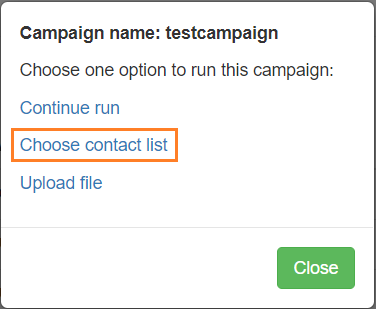 Campaign name: testcampaign
Choose one option to run this campaign:
Continue run
Choose contact list
Upload file
Close